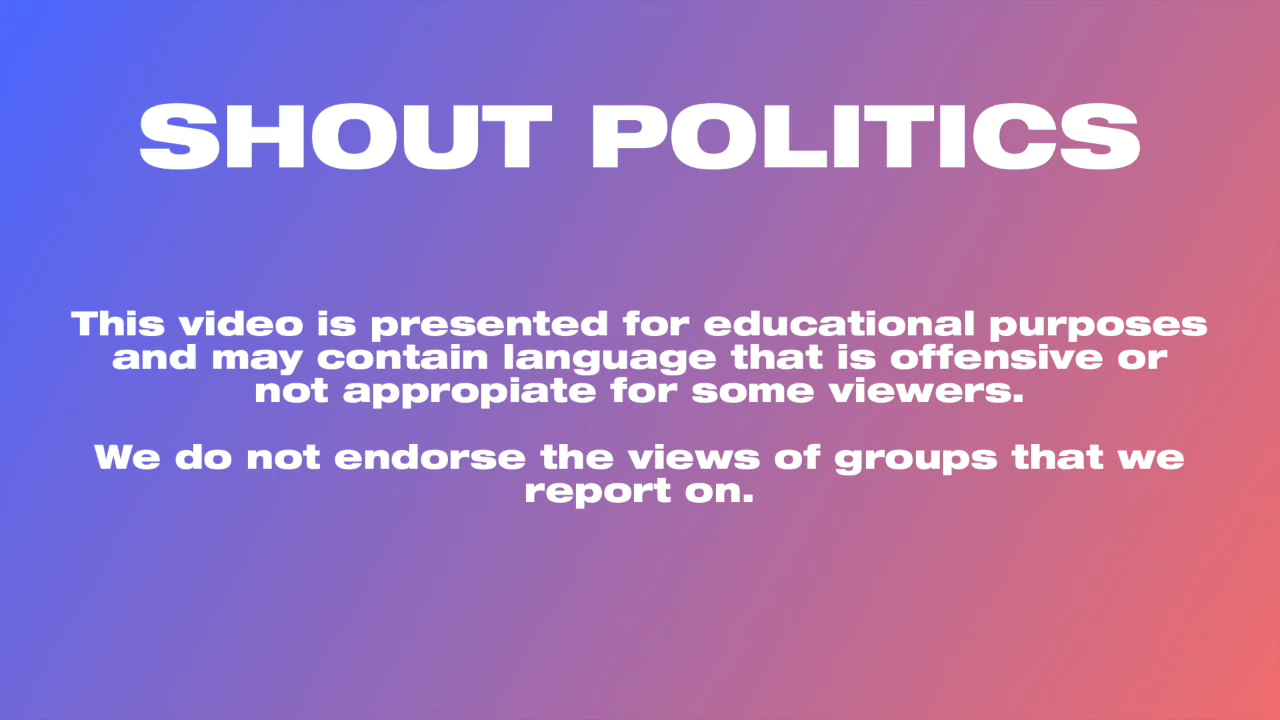 SHOUT POLITICS
This video is presented for educational purposes
and may contain language that is offensive or
not appropiate for some viewers.
We do not endorse the views of groups that we
report on.